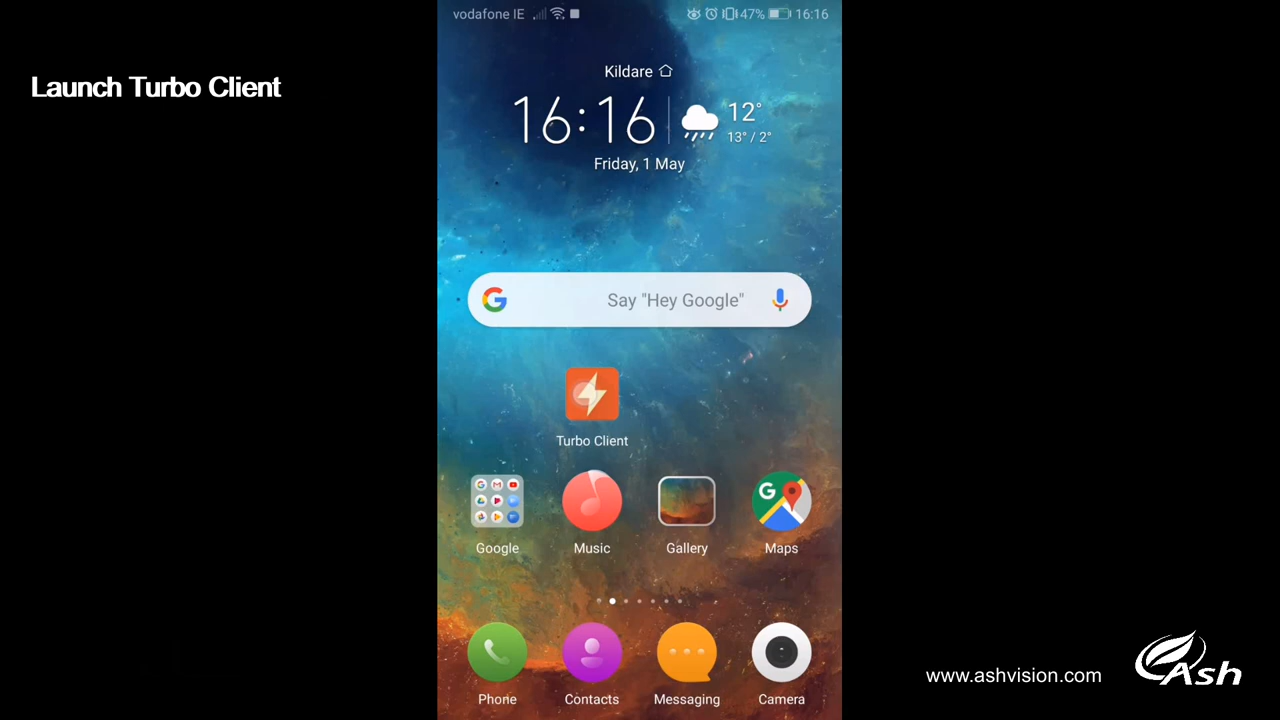 vodafone IE
47%
16:16
Launch Turbo Client
Kildare
16:16
12°
13° / 2°
Friday, 1 May
Say "Hey Google"
Turbo Client
Google
Music
Gallery
Maps
Phone
Contacts
Messaging
Camera
www.ashvision.com
Ash